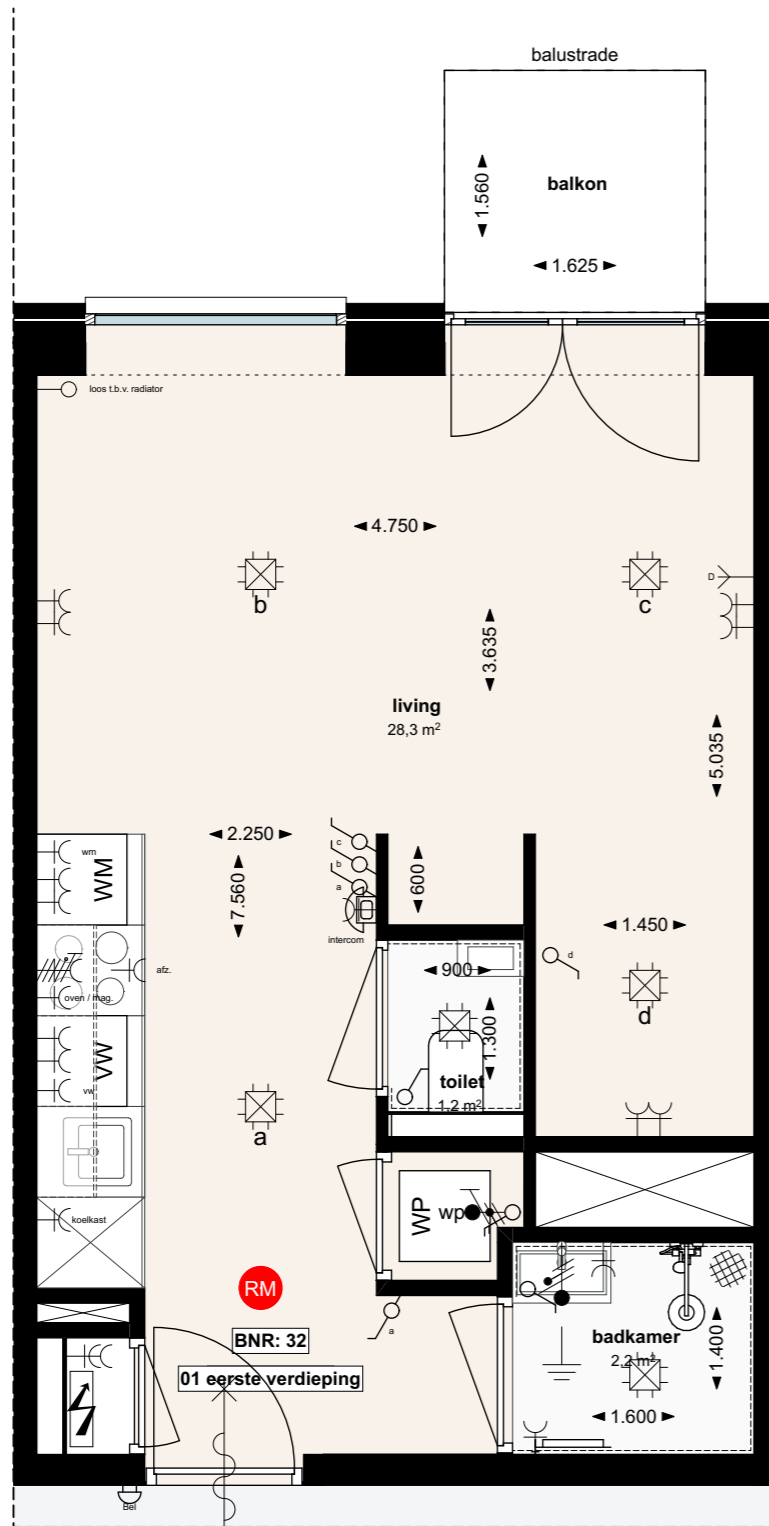 balustrade
1.560
balkon
1.625
loos t.b.v. radiator
4.750
b
c
D
3.635
living
28,3 m²
5.035
2.250
c
b
a
7.560
600
wm
WM
intercom
1.450
afz.
900
d
oven / mag.
d
1.300
VW
toilet
1,2 m²
vw
a
WP
wp
koelkast
RM
a
BNR: 32
badkamer
2,2 m²
1.400
01 eerste verdieping
1.600
Bel